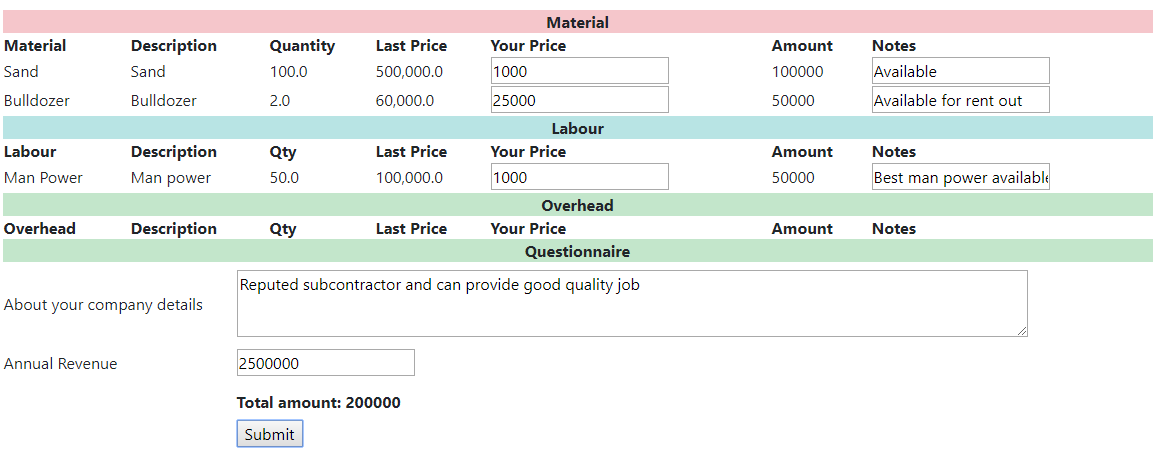 Material
Material Description Quantity Last Price Your Price Amount Notes
Sand Sand 100.0 500,000.0 1000 100000 Available
Bulldozer Bulldozer 2.0 60,000.0 25000 50000 Available for rent out
Labour
Labour Description Qty Last Price Your Price Amount Notes
Man Power Man power 50.0 100,000.0 1000 50000 Best man power available
Overhead
Overhead Description Qty Last Price Your Price Amount Notes
Questionnaire
About your company details Reputed subcontractor and can provide good quality job
Annual Revenue 2500000
Total amount: 200000
Submit